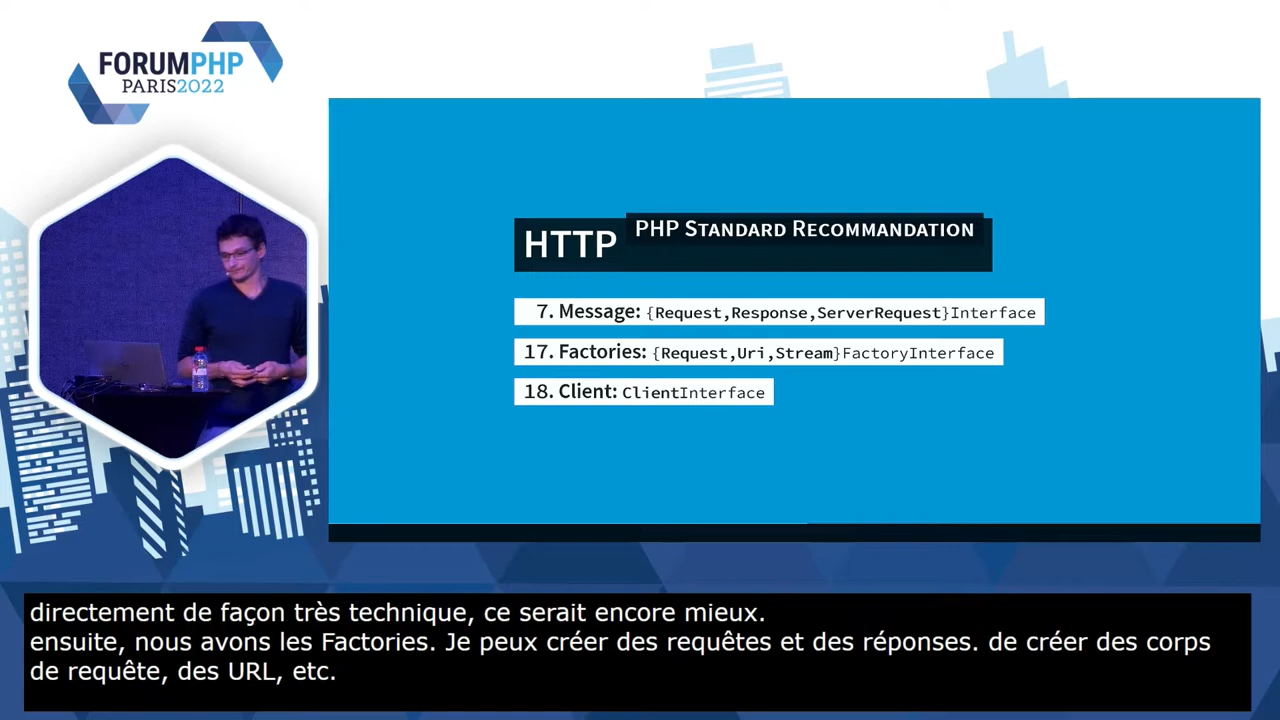 FORUMPHP
PARIS2022
HTTP PHP STANDARD RECOMMANDATION
7. Message: {Request,Response,ServerRequest}Interface
17. Factories: {Request,Uri,Stream}FactoryInterface
18. Client: ClientInterface
directement de façon très technique, ce serait encore mieux.
ensuite, nous avons les Factories. Je peux créer des requêtes et des réponses. de créer des corps
de requête, des URL, etc.